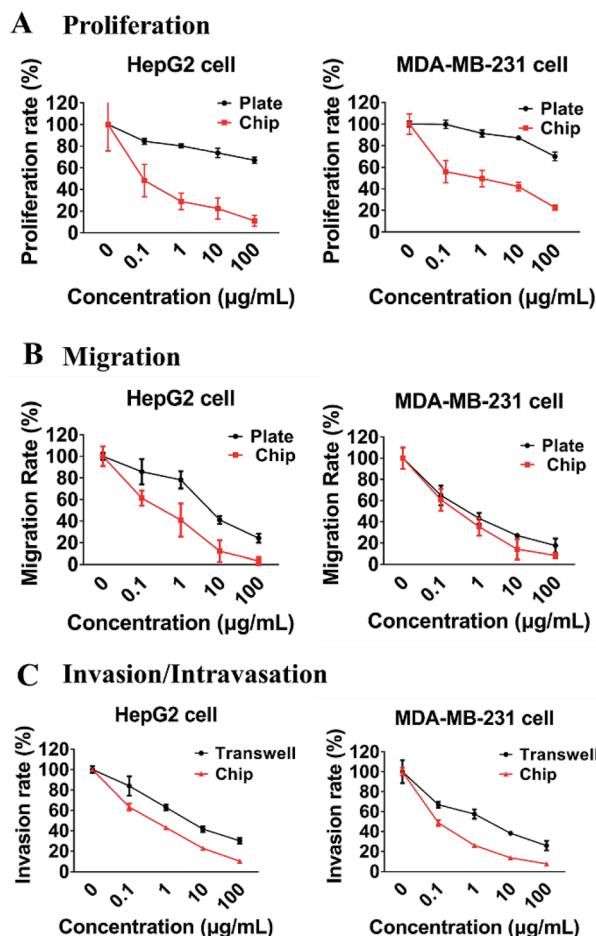 A Proliferation
HepG2 cell
Proliferation rate (%)
120
100
80
60
40
20
0
Plate
Chip
0
0.1
1
10
100
Concentration (µg/mL)
MDA-MB-231 cell
Proliferation rate (%)
120
100
80
60
40
20
0
Plate
Chip
0
0.1
1
10
100
Concentration (µg/mL)
B Migration
HepG2 cell
Migration Rate (%)
120
100
80
60
40
20
0
Plate
Chip
0
0.1
1
10
100
Concentration (µg/mL)
MDA-MB-231 cell
Migration Rate (%)
120
100
80
60
40
20
0
Plate
Chip
0
0.1
1
10
100
Concentration (µg/mL)
C Invasion/Intravasation
HepG2 cell
Invasion rate (%)
120
100
80
60
40
20
0
Transwell
Chip
0
0.1
1
10
100
Concentration (µg/mL)
MDA-MB-231 cell
Invasion rate (%)
120
100
80
60
40
20
0
Transwell
Chip
0
0.1
1
10
100
Concentration (µg/mL)